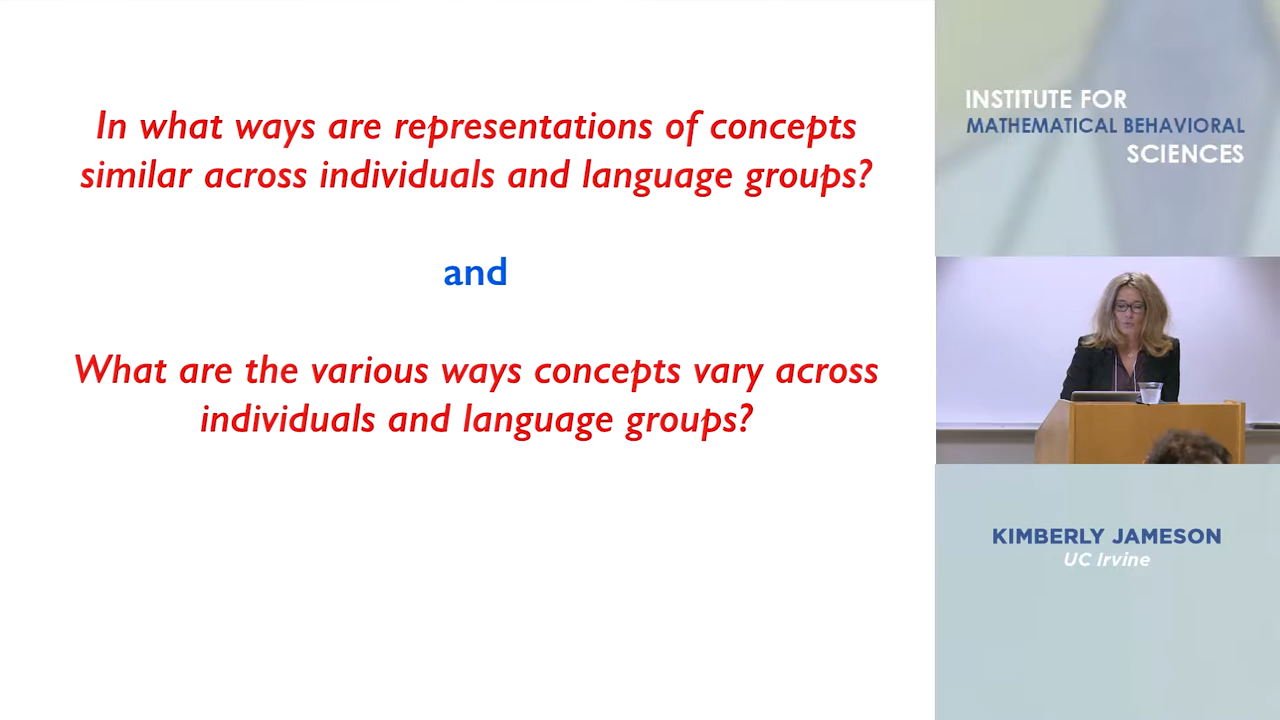 In what ways are representations of concepts
similar across individuals and language groups?
and
What are the various ways concepts vary across
individuals and language groups?
INSTITUTE FOR
MATHEMATICAL BEHAVIORAL
SCIENCES
KIMBERLY JAMESON
UC Irvine